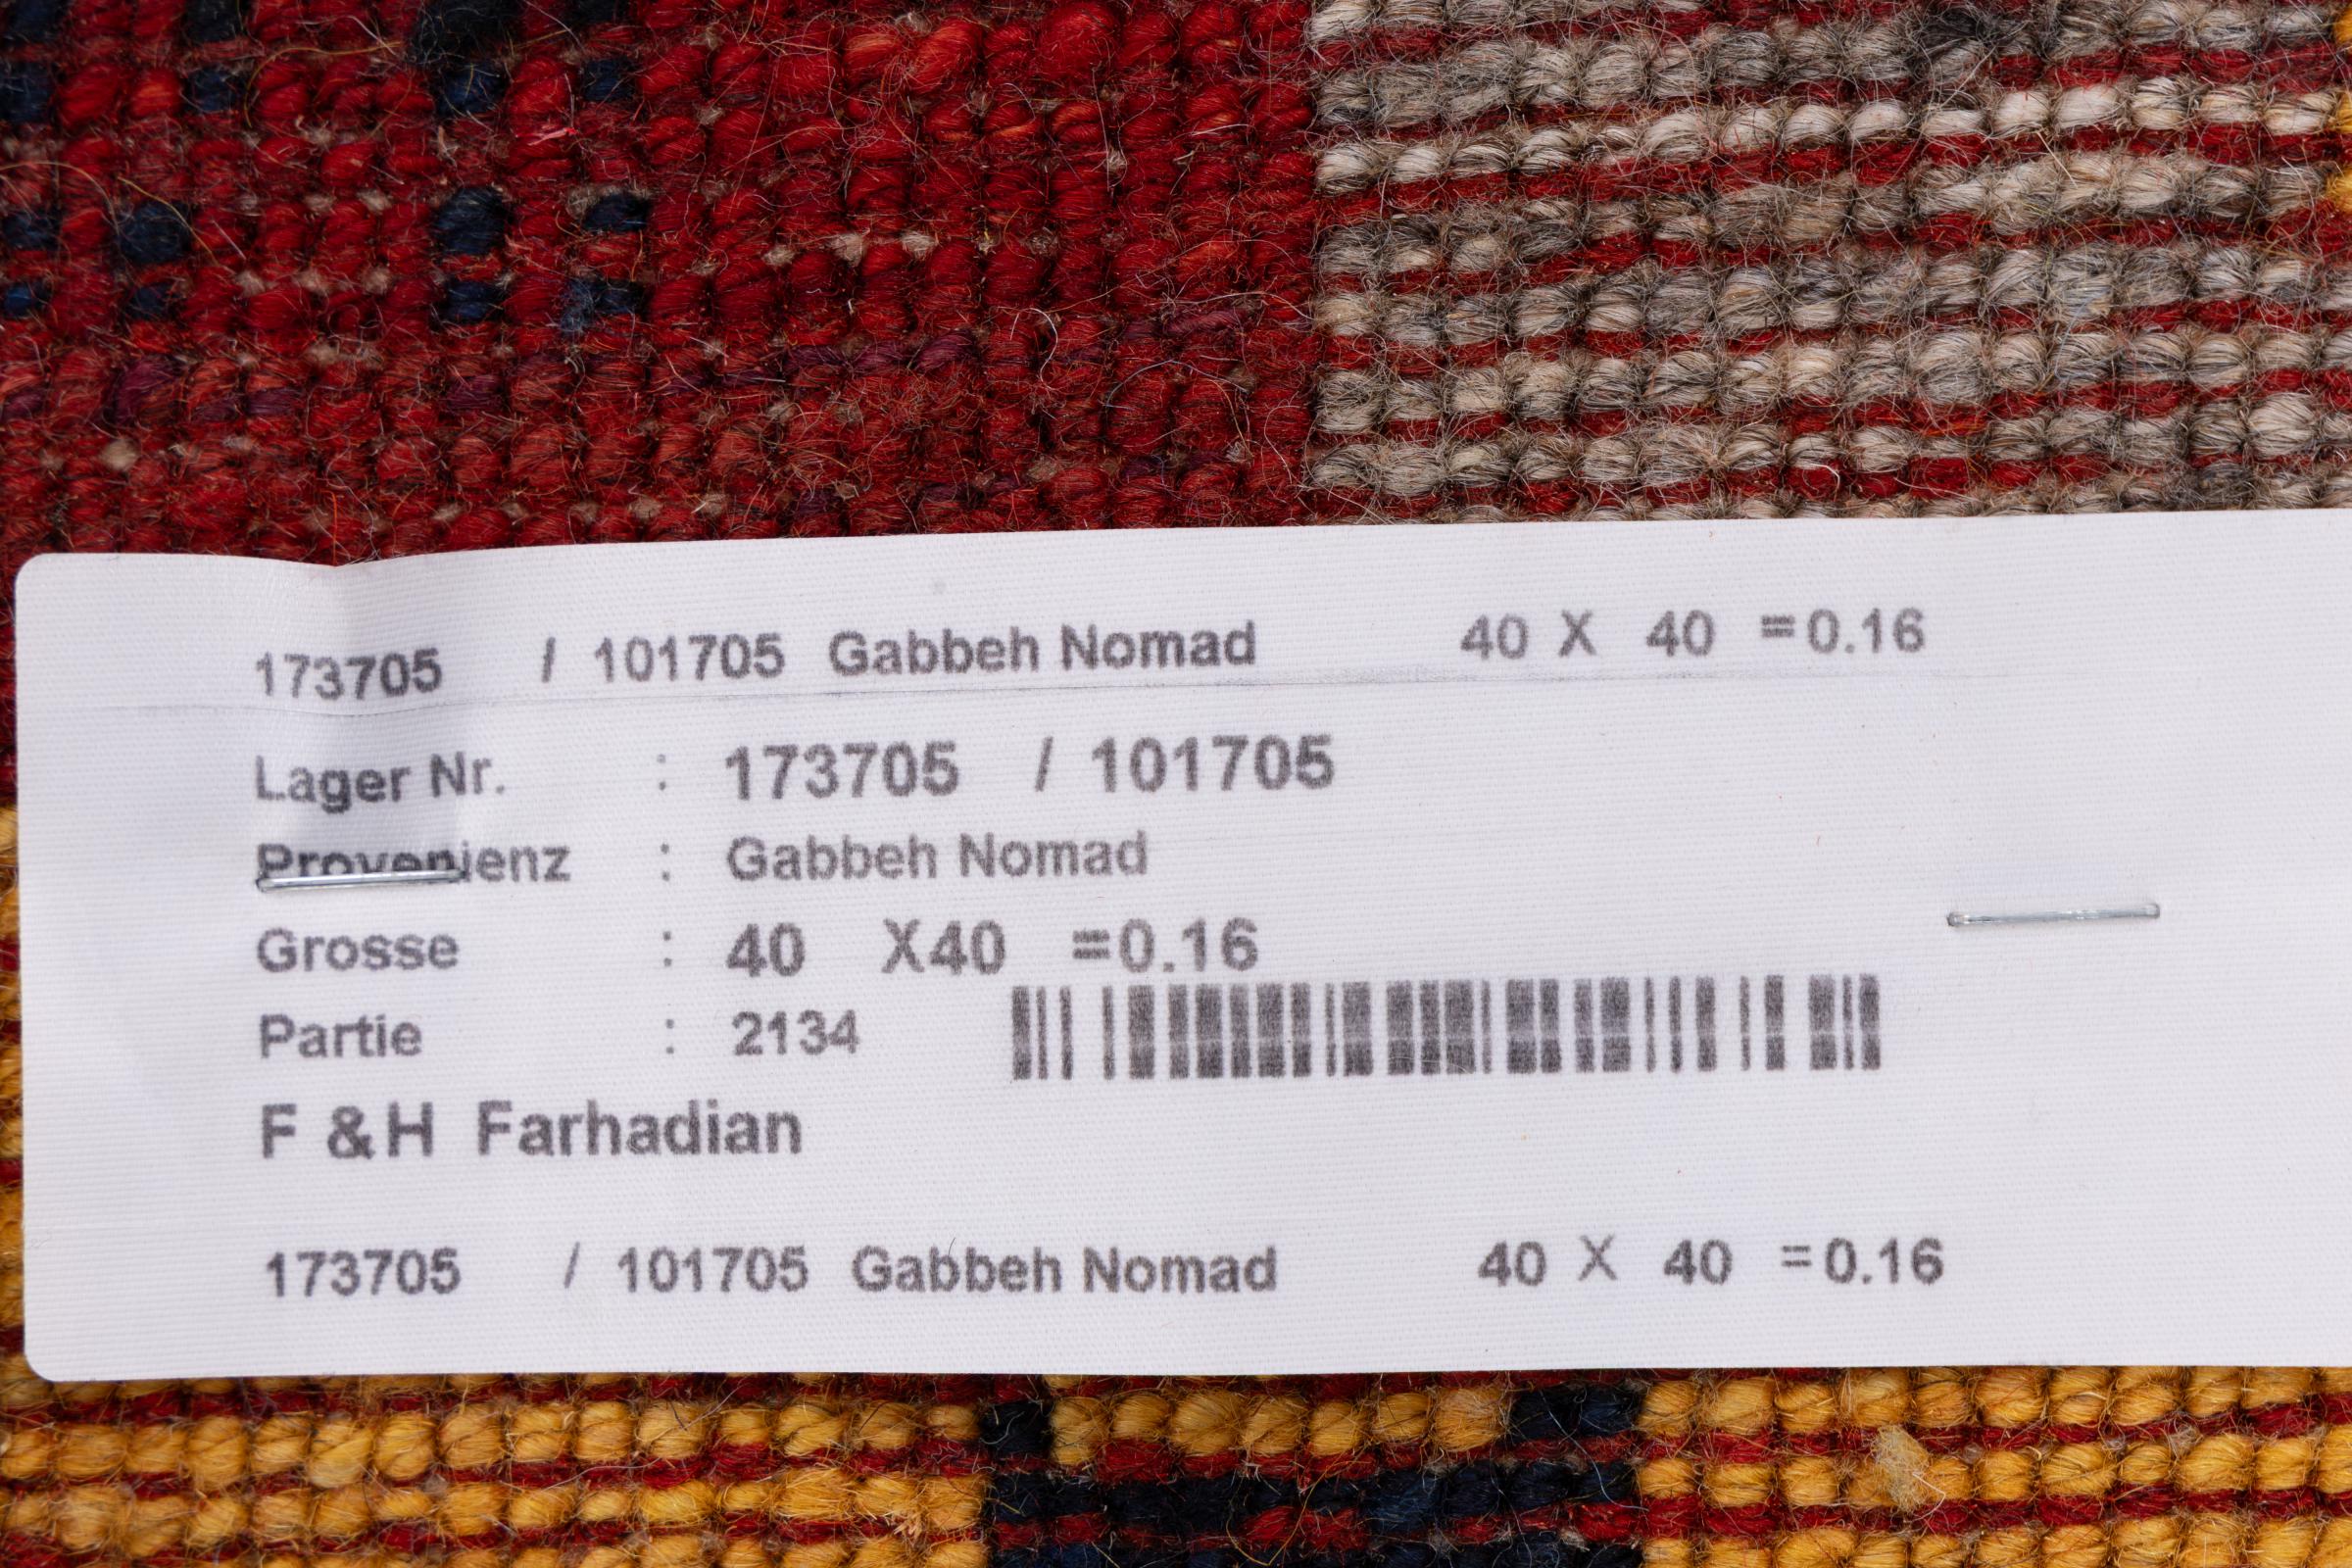 173705 / 101705 Gabbeh Nomad 40 X 40 =0.16
Lager Nr. : 173705 / 101705
Provenienz : Gabbeh Nomad
Grosse : 40 X40 =0.16
Partie : 2134
F &H Farhadian
173705 / 101705 Gabbeh Nomad 40 X 40 =0.16